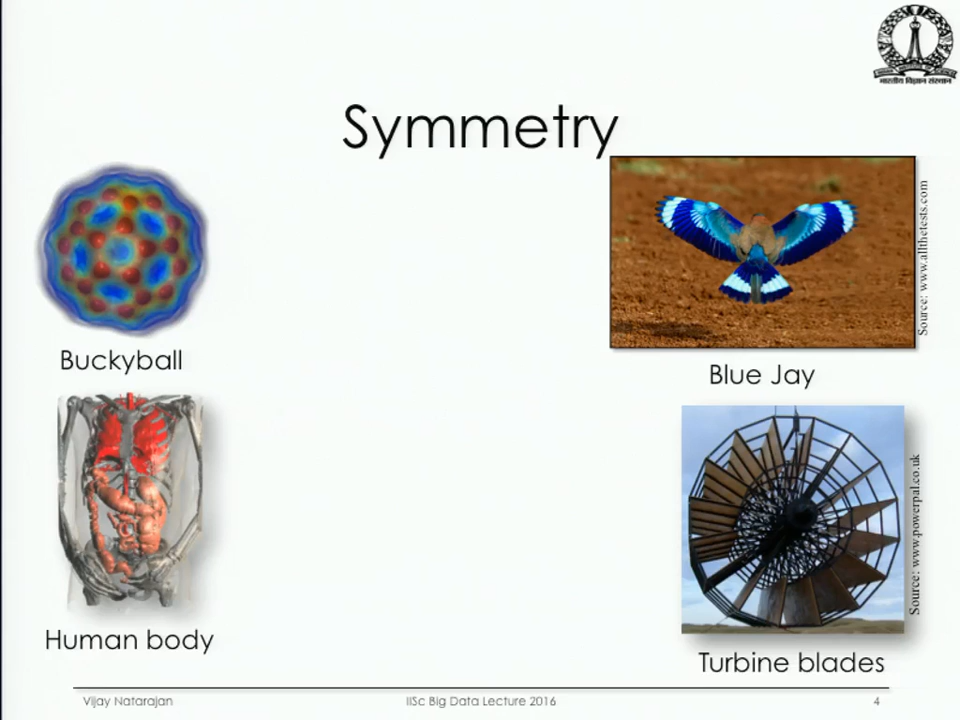 Symmetry
Buckyball
Source: www.allthetests.com
Blue Jay
Human body
Source: www.powerpal.co.uk
Turbine blades
Vijay Natarajan
IISc Big Data Lecture 2016
4
भारतीय विज्ञान संस्थान